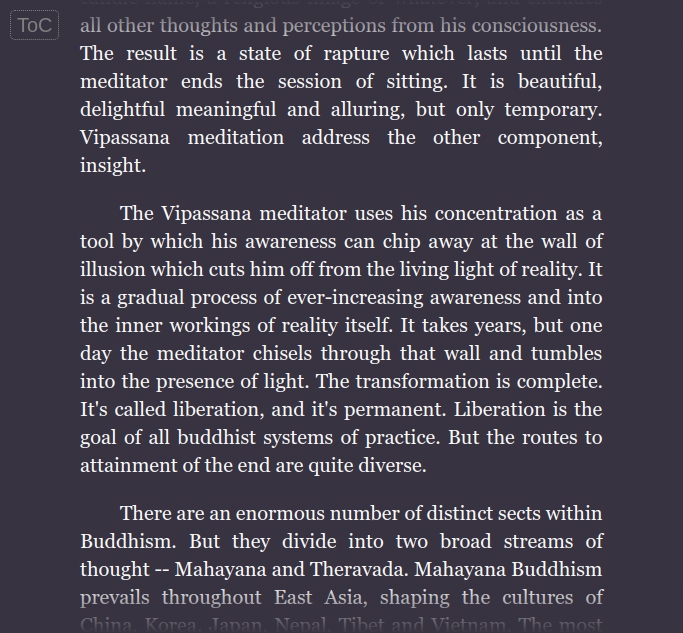 ToC
all other thoughts and perceptions from his consciousness.
The result is a state of rapture which lasts until the
meditator ends the session of sitting. It is beautiful,
delightful meaningful and alluring, but only temporary.
Vipassana meditation address the other component,
insight.
The Vipassana meditator uses his concentration as a
tool by which his awareness can chip away at the wall of
illusion which cuts him off from the living light of reality. It
is a gradual process of ever-increasing awareness and into
the inner workings of reality itself. It takes years, but one
day the meditator chisels through that wall and tumbles
into the presence of light. The transformation is complete.
It's called liberation, and it's permanent. Liberation is the
goal of all buddhist systems of practice. But the routes to
attainment of the end are quite diverse.
There are an enormous number of distinct sects within
Buddhism. But they divide into two broad streams of
thought -- Mahayana and Theravada. Mahayana Buddhism
prevails throughout East Asia, shaping the cultures of
China, Korea, Japan, Nepal, Tibet and Vietnam. The most